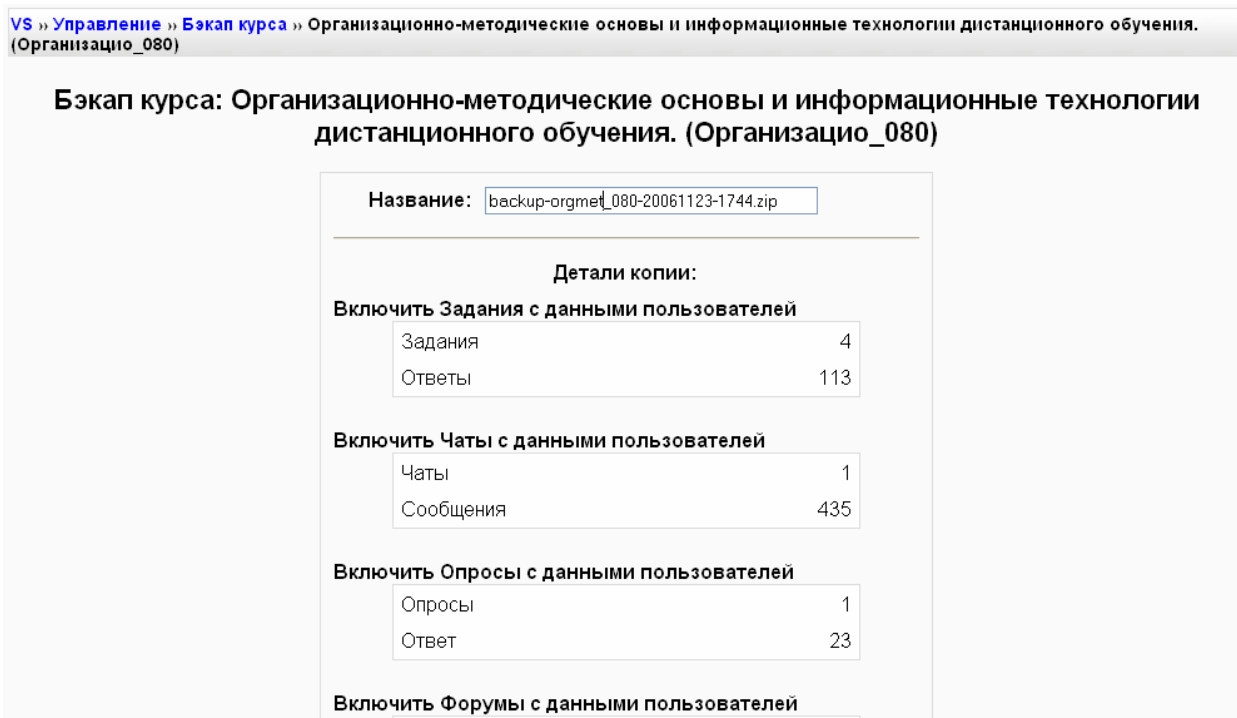 VS » Управление » Бэкап курса » Организационно-методические основы и информационные технологии дистанционного обучения.
(Организацио_080)
Бэкап курса: Организационно-методические основы и информационные технологии
дистанционного обучения. (Организацио_080)
Название: backup-orgmet_080-20061123-1744.zip
Детали копии:
Включить Задания с данными пользователей
Задания 4
Ответы 113
Включить Чаты с данными пользователей
Чаты 1
Сообщения 435
Включить Опросы с данными пользователей
Опросы 1
Ответ 23
Включить Форумы с данными пользователей